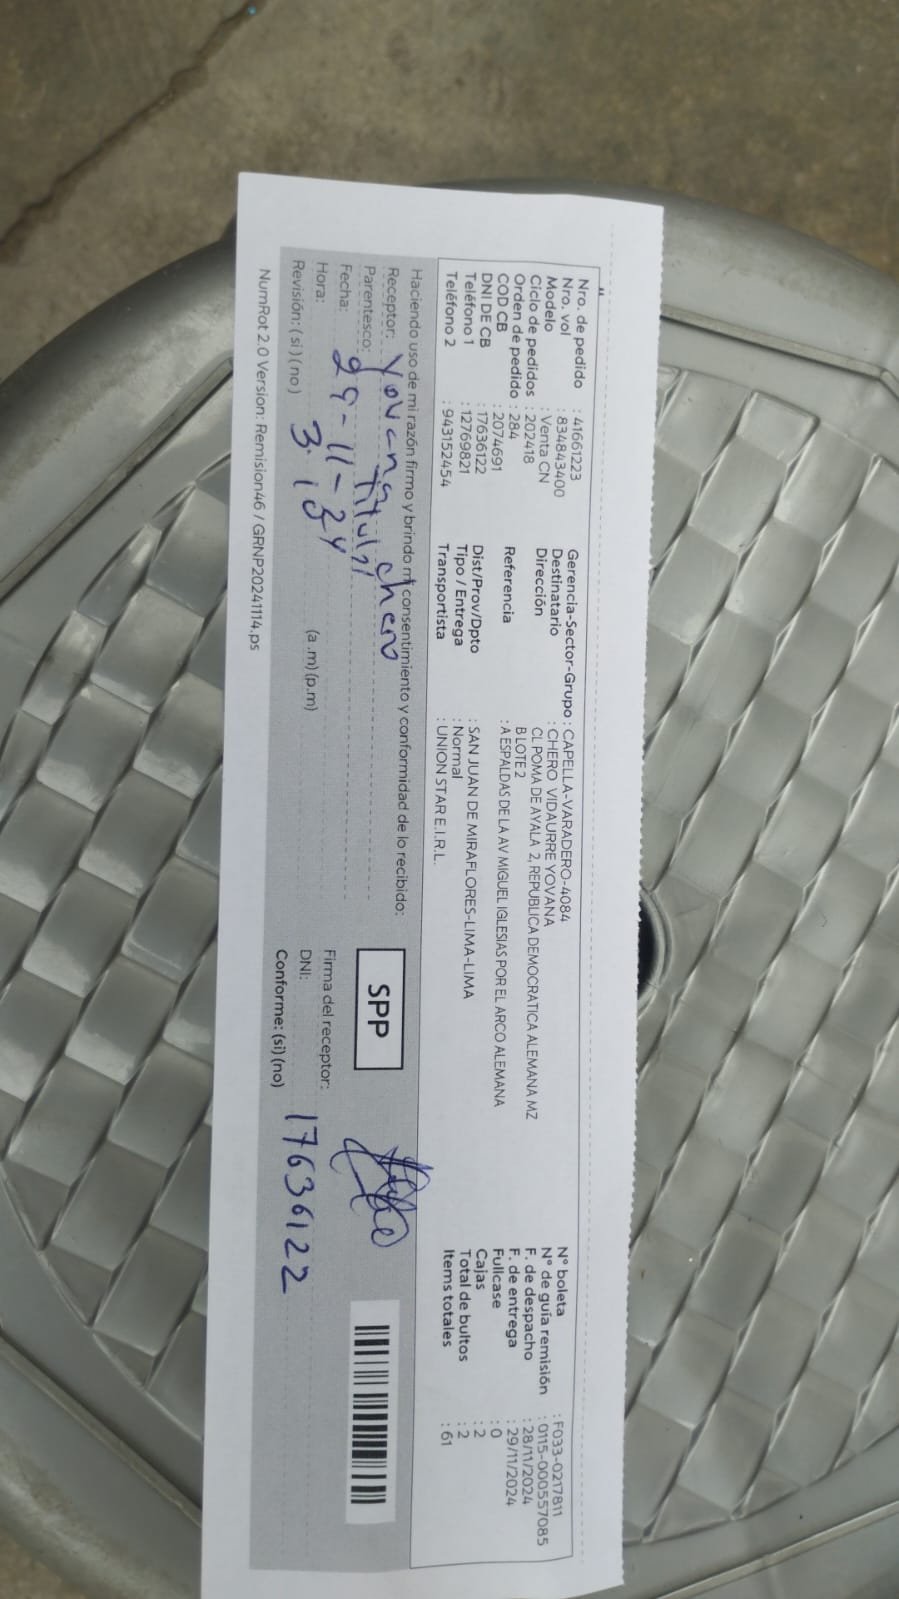 Nro. de pedido : 41661223
Nro. vol : 834843400
Modelo : Venta CN
Ciclo de pedidos : 202418
Orden de pedido : 284
COD CB : 2074691
DNI DE CB : 17636122
Teléfono 1 : 12769821
Teléfono 2 : 943152454
Gerencia-Sector-Grupo : CAPELLA-VARADERO-4084
Destinatario : CHERO VIDAURRE YOVANA
Dirección CL POMA DE AYALA 2, REPUBLICA DEMOCRATICA ALEMANA MZ
B LOTE 2
Referencia : A ESPALDAS DE LA AV MIGUEL IGLESIAS POR EL ARCO ALEMANA
Dist/Prov/Dpto : SAN JUAN DE MIRAFLORES-LIMA-LIMA
Tipo / Entrega : Normal
Transportista : UNION STAR E.I.R.L.
N° boleta : F033-0217811
N° de guía remisión : 0115-000557085
F. de despacho : 28/11/2024
F. de entrega : 29/11/2024
Fullcase : 0
Cajas : 2
Total de bultos : 2
Items totales : 61
Haciendo uso de mi razón firmo y brindo mi consentimiento y conformidad de lo recibido:
Receptor: Yovana chero
Parentesco: Titular
Fecha: 29-11-24
Hora: 3.13 (a .m) (p.m)
Revisión: (si) (no)
SPP
Firma del receptor:
DNI: 17636122
Conforme: (si) (no)
NumRot 2.0 Version: Remision46 / GRNP20241114.ps